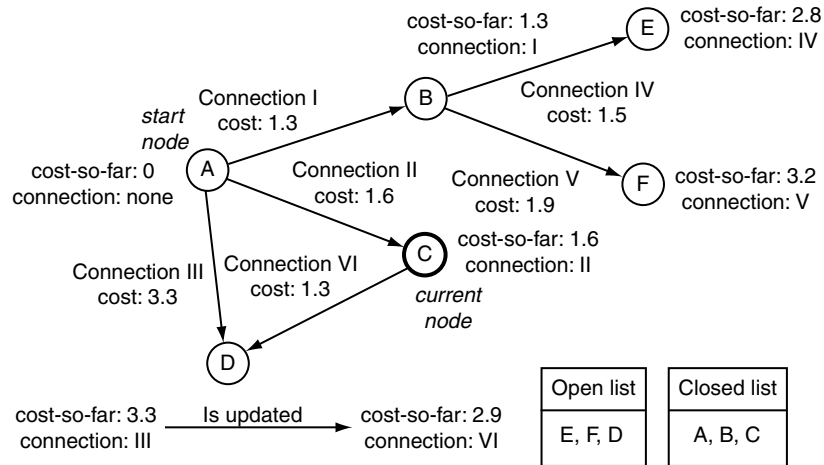 cost-so-far: 1.3
connection: I
E
cost-so-far: 2.8
connection: IV
Connection I
cost: 1.3
B
Connection IV
cost: 1.5
start
node
cost-so-far: 0
connection: none
A
Connection II
cost: 1.6
Connection V
cost: 1.9
F
cost-so-far: 3.2
connection: V
Connection III
cost: 3.3
Connection VI
cost: 1.3
C
cost-so-far: 1.6
connection: II
current
node
D
cost-so-far: 3.3
connection: III
Is updated
cost-so-far: 2.9
connection: VI
Open list
E, F, D
Closed list
A, B, C